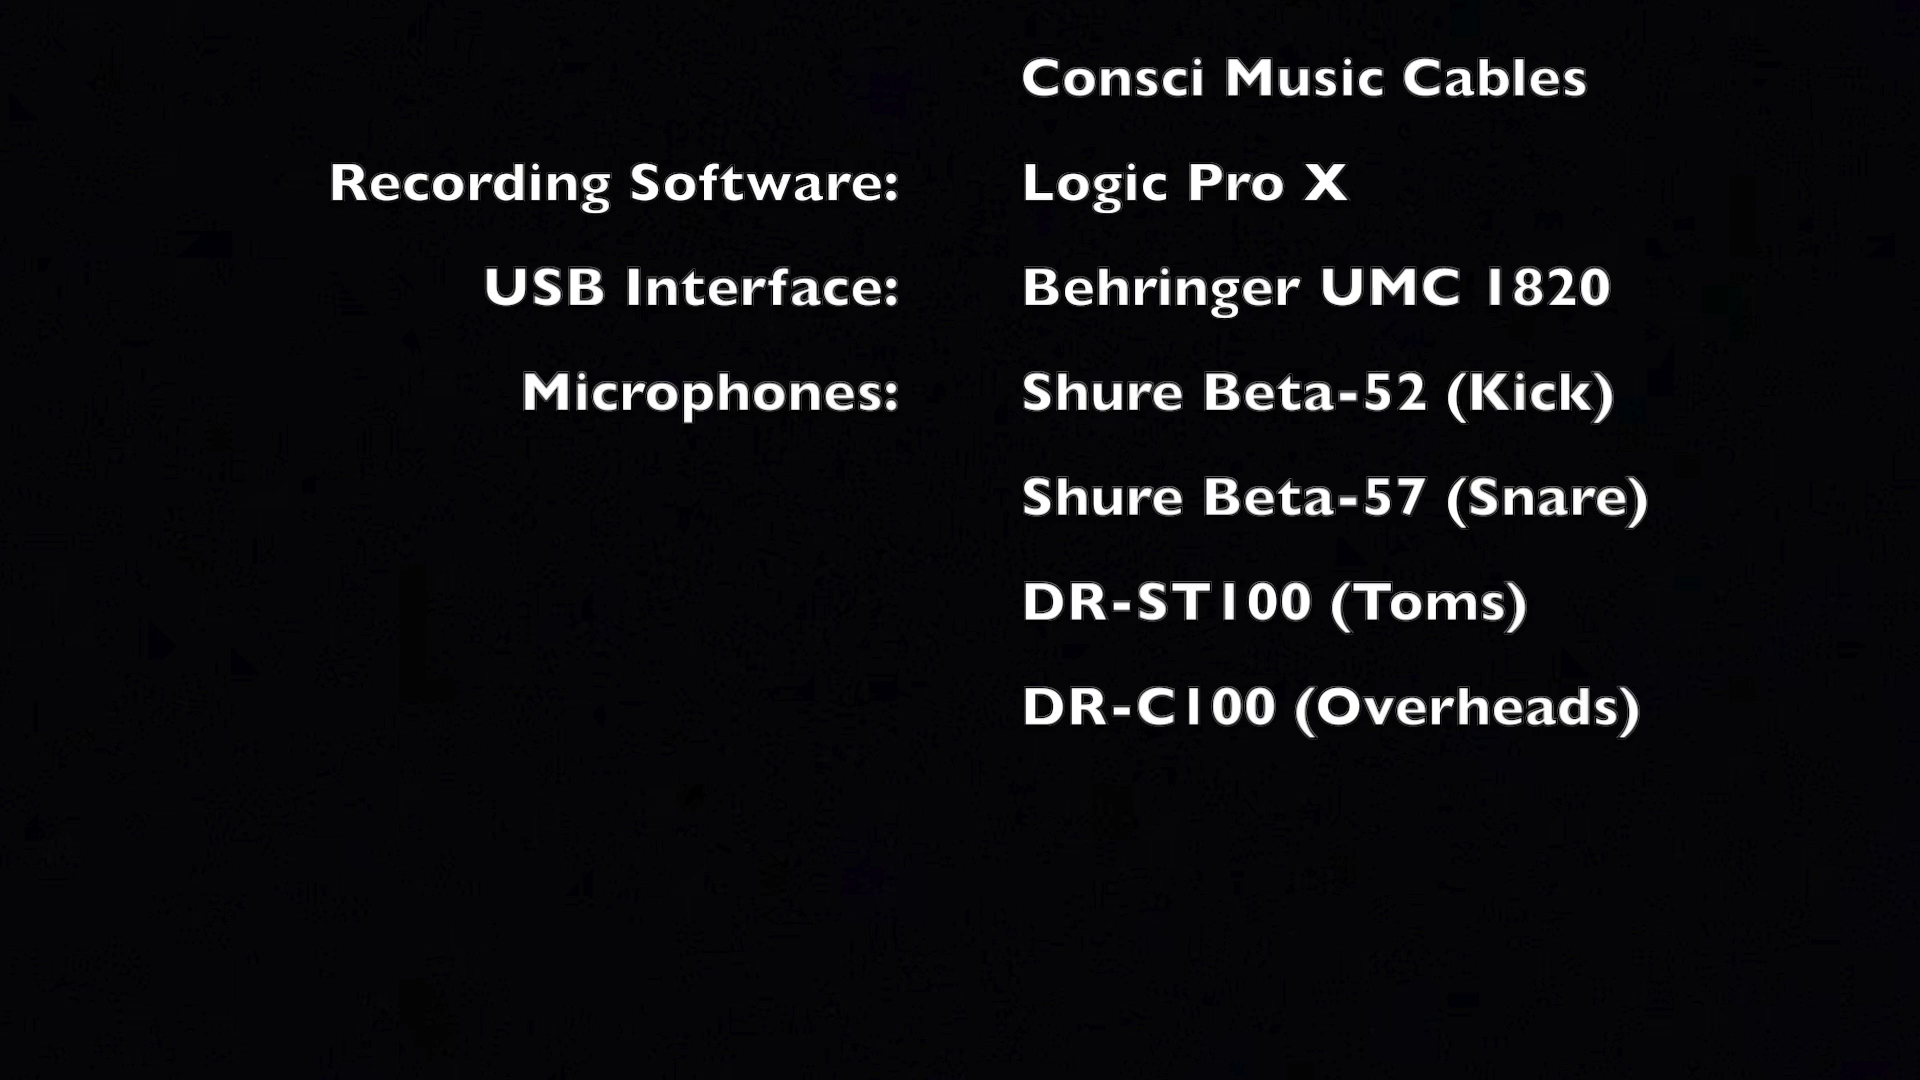 Consci Music Cables
Recording Software: Logic Pro X
USB Interface: Behringer UMC 1820
Microphones: Shure Beta-52 (Kick)
Shure Beta-57 (Snare)
DR-ST100 (Toms)
DR-C100 (Overheads)